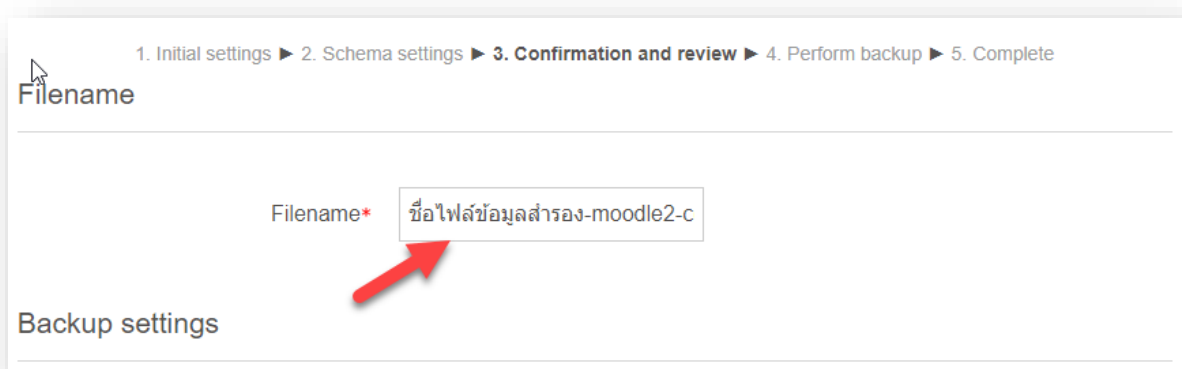 1. Initial settings ► 2. Schema settings ► 3. Confirmation and review ► 4. Perform backup ► 5. Complete
Filename
Filename* ชื่อไฟล์ข้อมูลสำรอง-moodle2-c
Backup settings